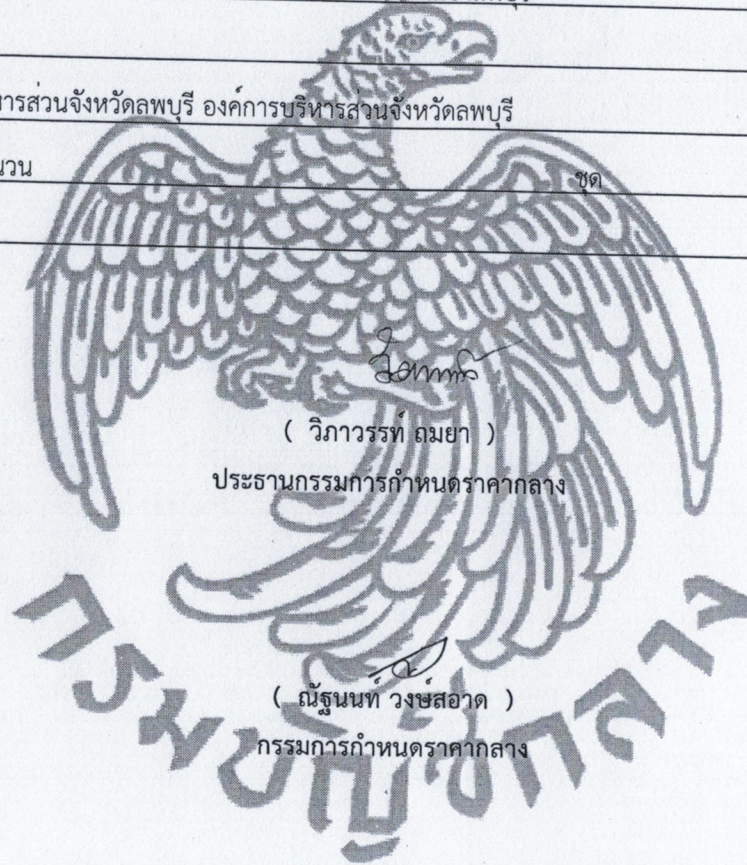 หารส่วนจังหวัดลพบุรี องค์การบริหารส่วนจังหวัดลพบุรี
นวน ชุด
( วิภาวรรท์ ถมยา )
ประธานกรรมการกำหนดราคากลาง
( ณัฐนนท์ วงษ์สอาด )
กรรมการกำหนดราคากลาง
กรมบัญชีกลาง